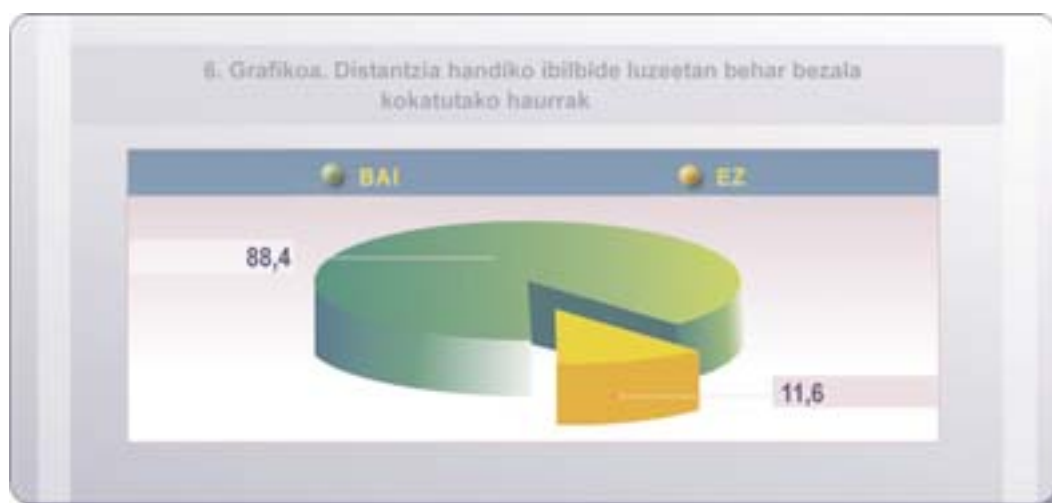 6. Grafikoa. Distantzia handiko ibilbide luzeetan behar bezala
kokatutako haurrak
BAI EZ
88,4
11,6